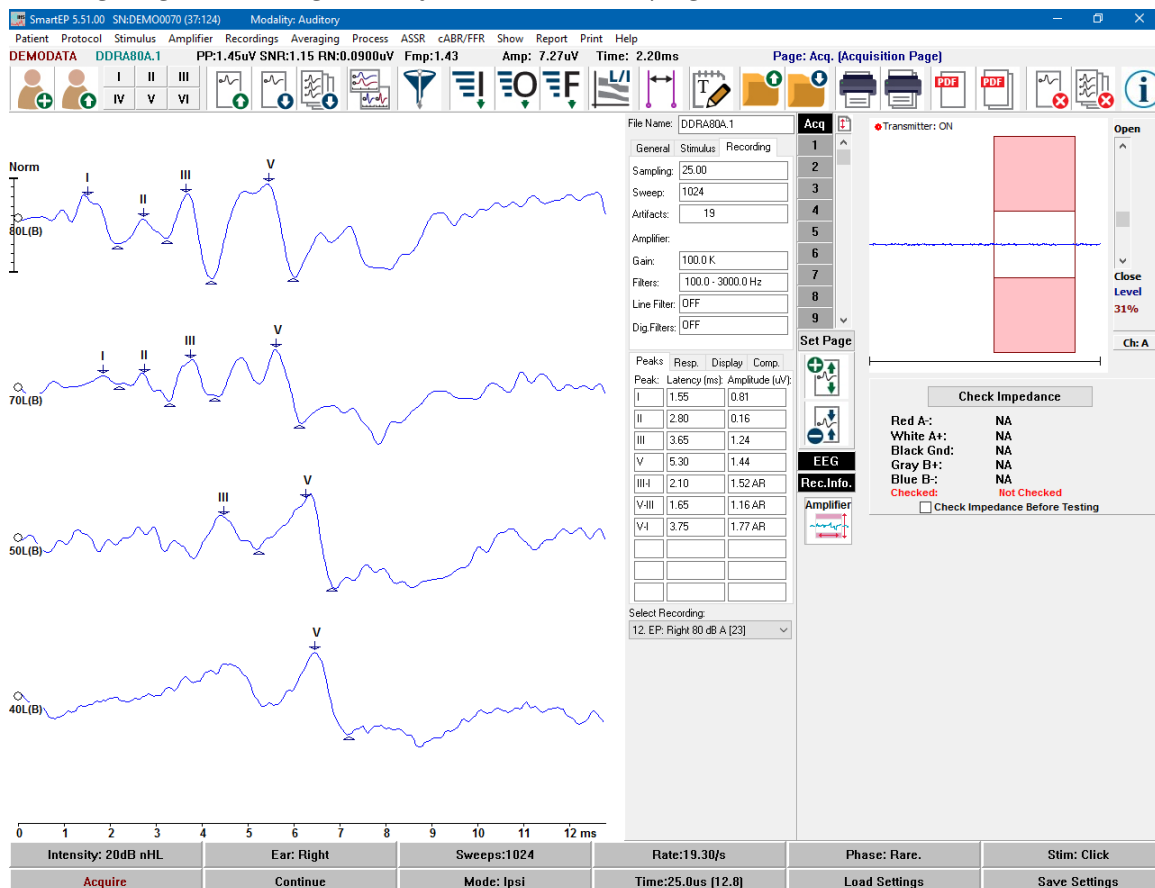 SmartEP 5.51.00 SN:DEMO0070 (37:124) Modality: Auditory
Patient Protocol Stimulus Amplifier Recordings Averaging Process ASSR cABR/FFR Show Report Print Help
DEMODATA DDRA80A.1 PP:1.45uV SNR:1.15 RN:0.0900uV Fmp:1.43 Amp: 7.27uV Time: 2.20ms Page: Acq. (Acquisition Page)
I II III
IV V VI
I O F L/I T PDF PDF i
Norm
I II III V
80L(B)
I II III V
70L(B)
III V
50L(B)
V
40L(B)
0 1 2 3 4 5 6 7 8 9 10 11 12 ms
File Name: DDRA80A.1
General Stimulus Recording
Sampling: 25.00
Sweep: 1024
Artifacts: 19
Amplifier:
Gain: 100.0 K
Filters: 100.0 - 3000.0 Hz
Line Filter: OFF
Dig.Filters: OFF
Peaks Resp. Display Comp.
Peak: Latency (ms): Amplitude (uV):
I 1.55 0.81
II 2.80 0.16
III 3.65 1.24
V 5.30 1.44
III-I 2.10 1.52 AR
V-III 1.65 1.16 AR
V-I 3.75 1.77 AR
Select Recording:
12. EP: Right 80 dB A [23]
Acq
1
2
3
4
5
6
7
8
9
Set Page
EEG
Rec.Info.
Amplifier
Transmitter: ON
Open
Close
Level
31%
Ch: A
Check Impedance
Red A-: NA
White A+: NA
Black Gnd: NA
Gray B+: NA
Blue B-: NA
Checked: Not Checked
Check Impedance Before Testing
Intensity: 20dB nHL Ear: Right Sweeps:1024 Rate:19.30/s Phase: Rare. Stim: Click
Acquire Continue Mode: Ipsi Time:25.0us [12.8] Load Settings Save Settings